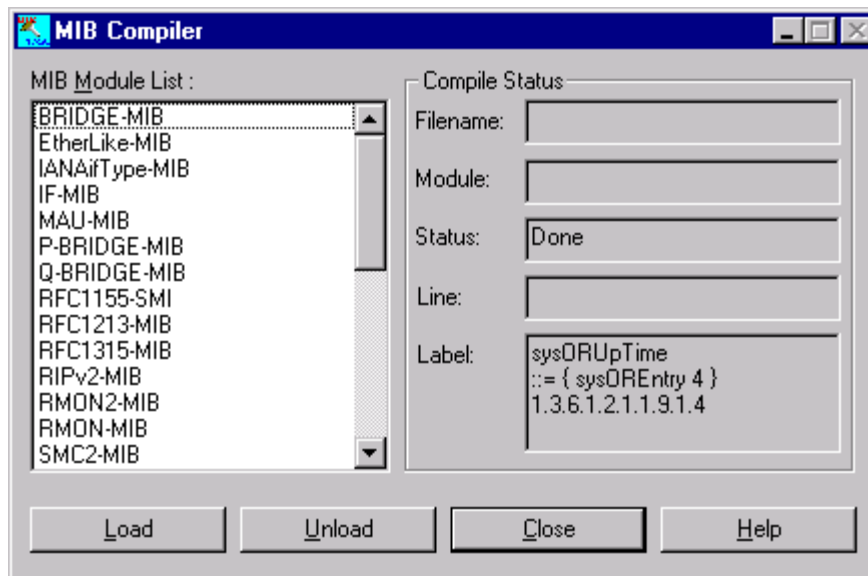 MIB Compiler
MIB Module List :
BRIDGE-MIB
EtherLike-MIB
IANAifType-MIB
IF-MIB
MAU-MIB
P-BRIDGE-MIB
Q-BRIDGE-MIB
RFC1155-SMI
RFC1213-MIB
RFC1315-MIB
RIPv2-MIB
RMON2-MIB
RMON-MIB
SMC2-MIB
Compile Status
Filename:
Module:
Status: Done
Line:
Label: sysORUpTime
::= { sysOREntry 4 }
1.3.6.1.2.1.1.9.1.4
Load Unload Close Help